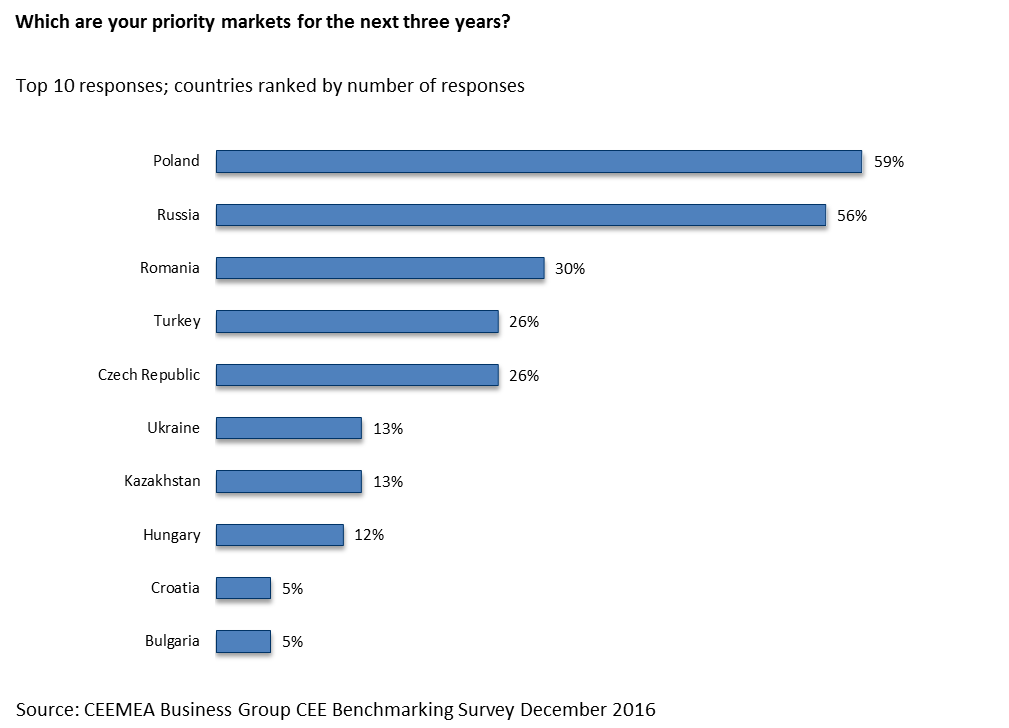 Which are your priority markets for the next three years?
Top 10 responses; countries ranked by number of responses
Poland 59%
Russia 56%
Romania 30%
Turkey 26%
Czech Republic 26%
Ukraine 13%
Kazakhstan 13%
Hungary 12%
Croatia 5%
Bulgaria 5%
Source: CEEMEA Business Group CEE Benchmarking Survey December 2016